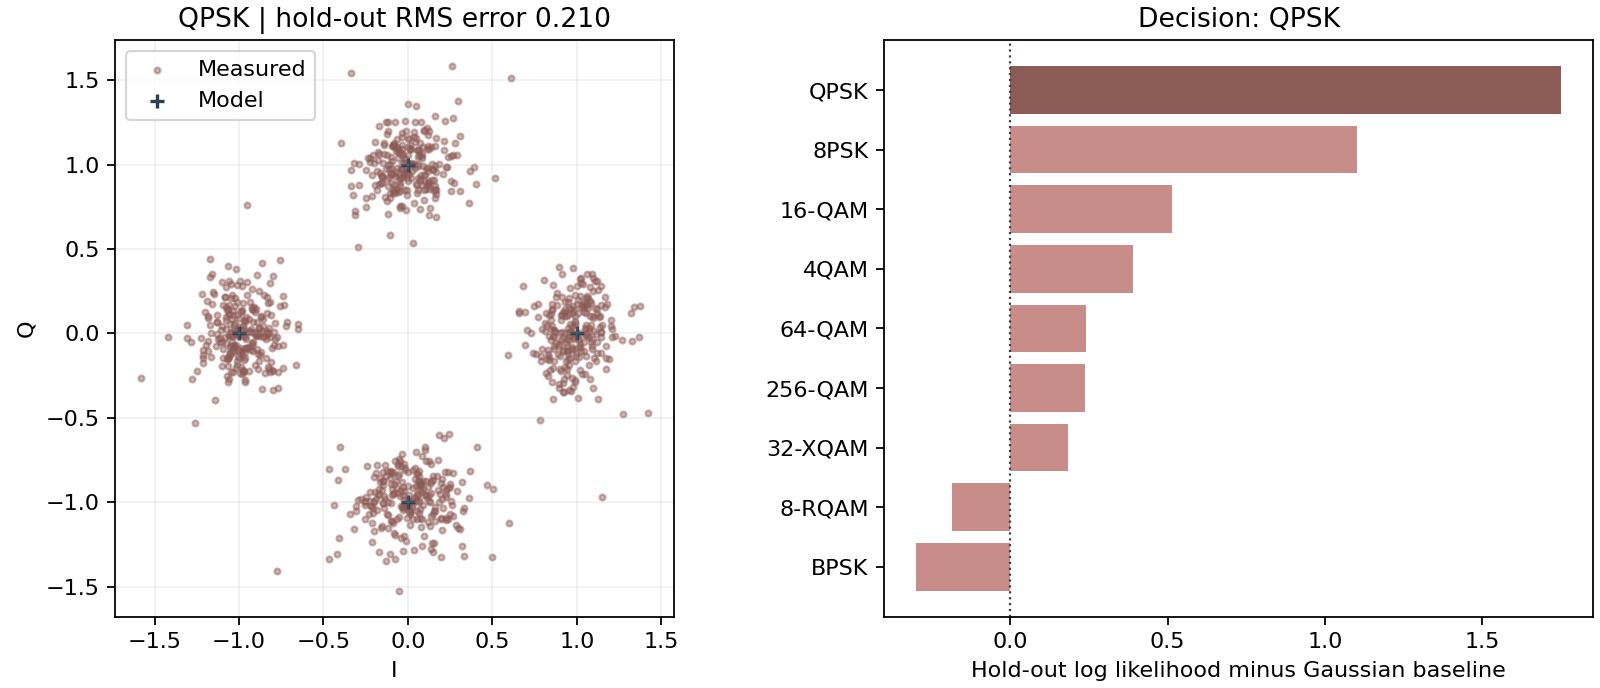 QPSK | hold-out RMS error 0.210
Measured
Model
1.5
1.0
0.5
0.0
−0.5
−1.0
−1.5
Q
−1.5
−1.0
−0.5
0.0
0.5
1.0
1.5
I
Decision: QPSK
QPSK
8PSK
16-QAM
4QAM
64-QAM
256-QAM
32-XQAM
8-RQAM
BPSK
0.0
0.5
1.0
1.5
Hold-out log likelihood minus Gaussian baseline